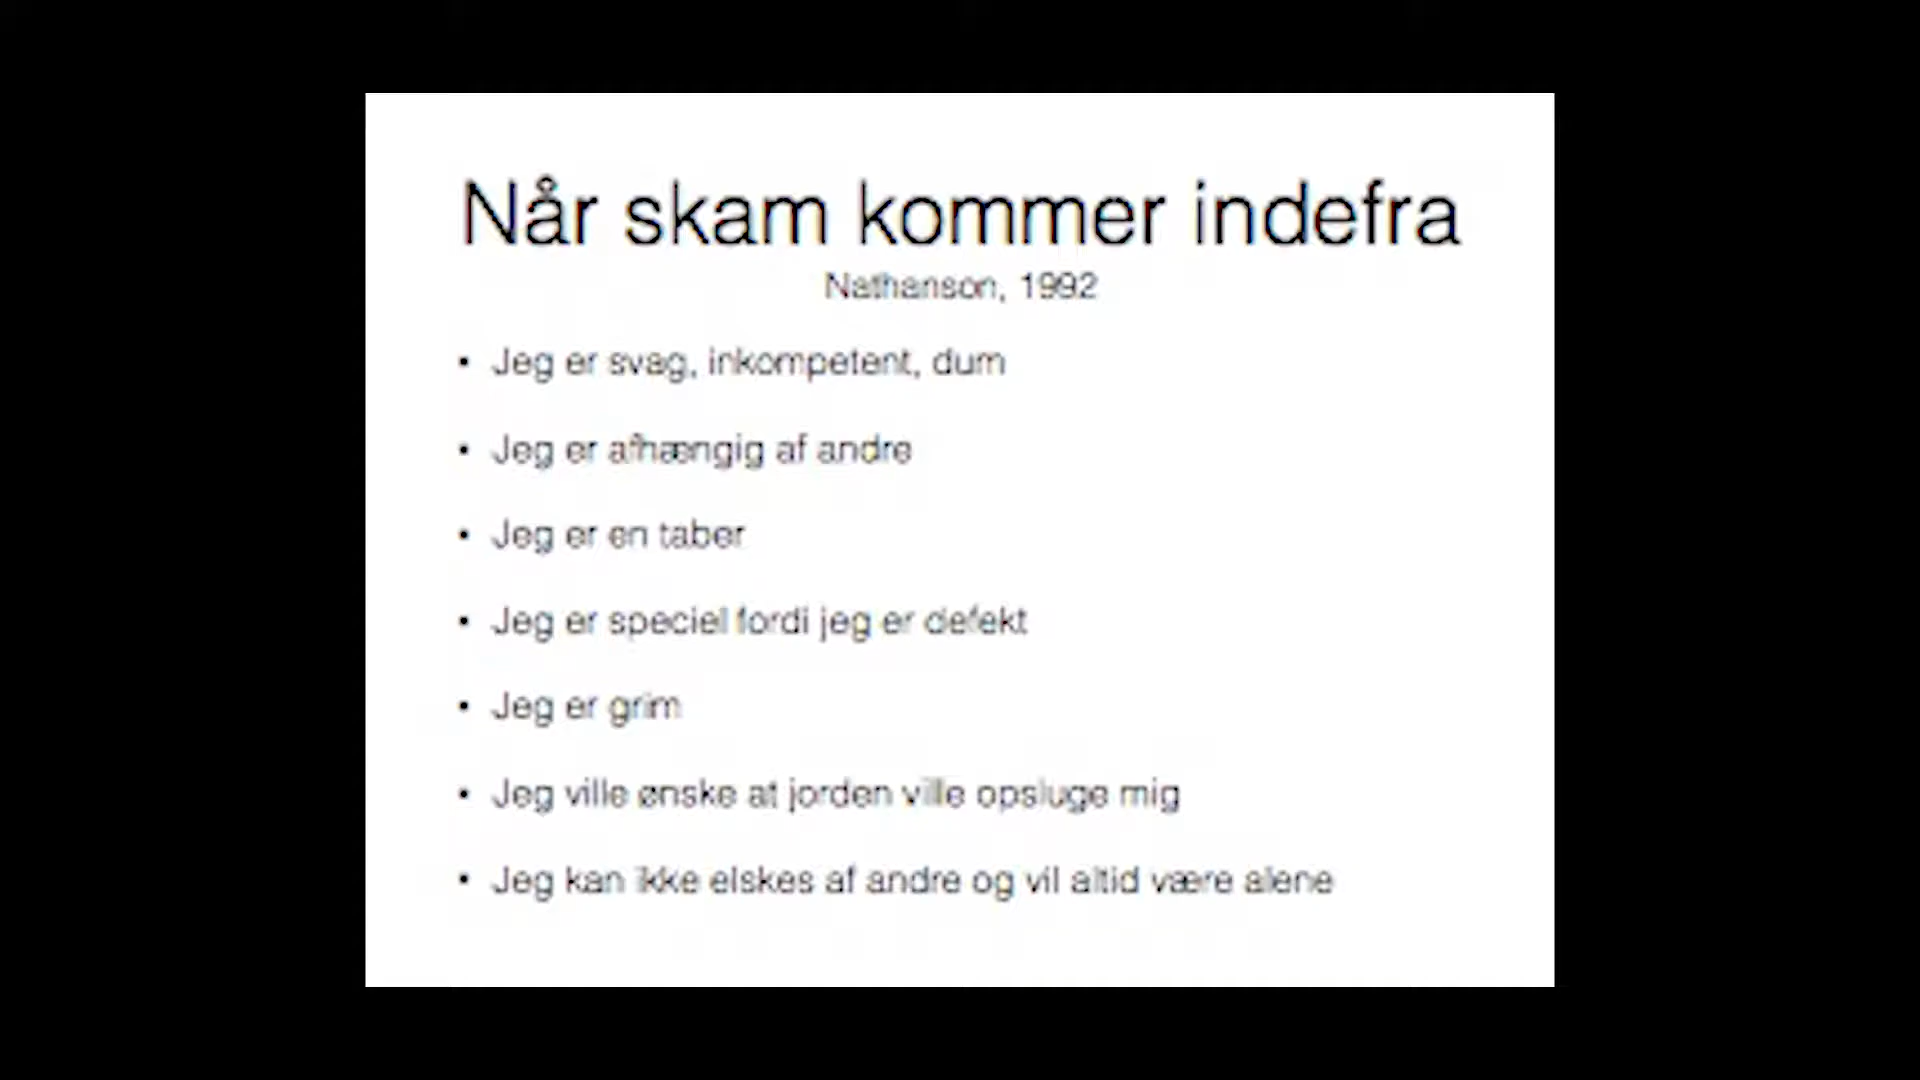 Når skam kommer indefra
Nathanson, 1992
• Jeg er svag, inkompetent, dum
• Jeg er afhængig af andre
• Jeg er en taber
• Jeg er speciel fordi jeg er defekt
• Jeg er grim
• Jeg ville ønske at jorden ville opsluge mig
• Jeg kan ikke elskes af andre og vil altid være alene